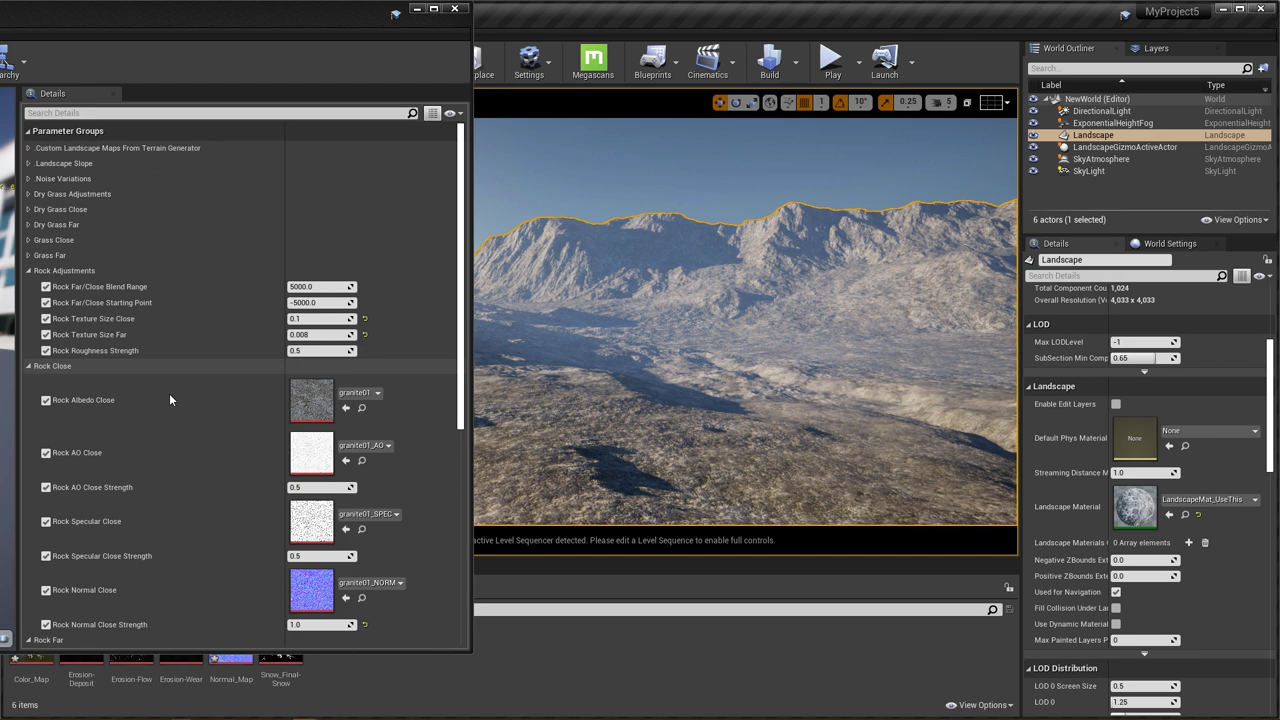 MyProject5
archy
place
Settings
Megascans
Blueprints
Cinematics
Build
Play
Launch
Details
Search Details
Parameter Groups
.Custom Landscape Maps From Terrain Generator
.Landscape Slope
.Noise Variations
Dry Grass Adjustments
Dry Grass Close
Dry Grass Far
Grass Close
Grass Far
Rock Adjustments
Rock Far/Close Blend Range 5000.0
Rock Far/Close Starting Point -5000.0
Rock Texture Size Close 0.1
Rock Texture Size Far 0.008
Rock Roughness Strength 0.5
Rock Close
Rock Albedo Close granite01
Rock AO Close granite01_AO
Rock AO Close Strength 0.5
Rock Specular Close granite01_SPEC
Rock Specular Close Strength 0.5
Rock Normal Close granite01_NORM
Rock Normal Close Strength 1.0
Rock Far
1
10°
0.25
5
active Level Sequencer detected. Please edit a Level Sequence to enable full controls.
Color_Map
Erosion-
Deposit
Erosion-Flow
Erosion-Wear
Normal_Map
Snow_Final-
Snow
6 items
View Options
World Outliner
Layers
Search...
Label Type
NewWorld (Editor) World
DirectionalLight DirectionalLight
ExponentialHeightFog ExponentialHeight
Landscape Landscape
LandscapeGizmoActiveActor LandscapeGizmoA
SkyAtmosphere SkyAtmosphere
SkyLight SkyLight
6 actors (1 selected)
View Options
Details
World Settings
Landscape
Search Details
Total Component Cou 1,024
Overall Resolution (Ve 4,033 x 4,033
LOD
Max LODLevel -1
SubSection Min Comp 0.65
Landscape
Enable Edit Layers
Default Phys Material None None
Streaming Distance M 1.0
Landscape Material LandscapeMat_UseThis
Landscape Materials 0 Array elements
Negative ZBounds Ext 0.0
Positive ZBounds Exte 0.0
Used for Navigation
Fill Collision Under La
Use Dynamic Material
Max Painted Layers P 0
LOD Distribution
LOD 0 Screen Size 0.5
LOD 0 1.25